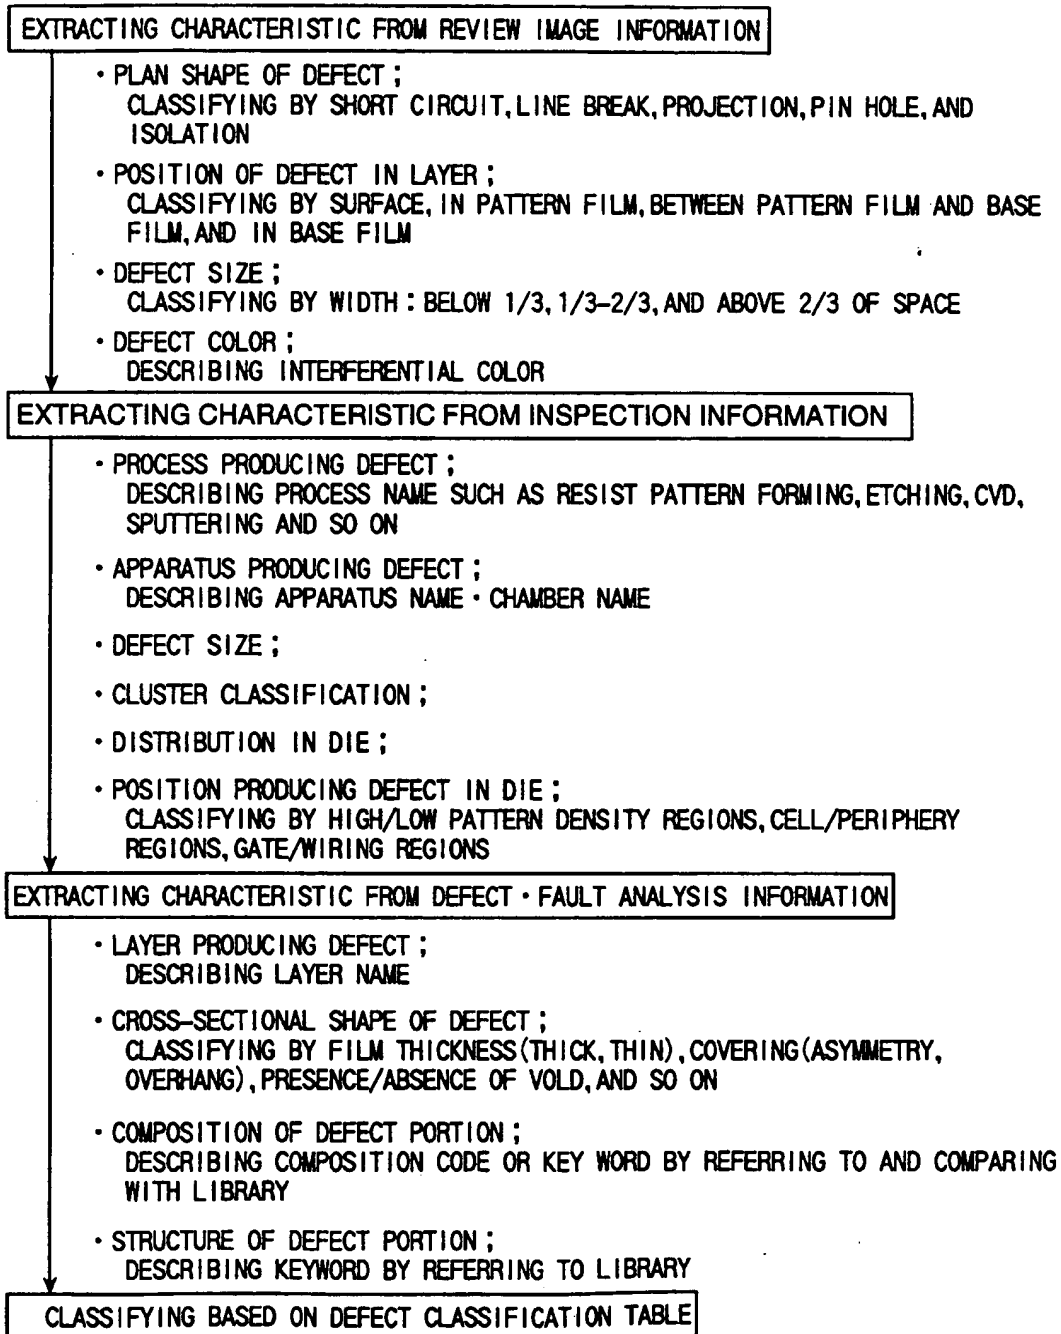 EXTRACTING CHARACTERISTIC FROM REVIEW IMAGE INFORMATION
・PLAN SHAPE OF DEFECT;
CLASSIFYING BY SHORT CIRCUIT, LINE BREAK, PROJECTION, PIN HOLE, AND
ISOLATION
・POSITION OF DEFECT IN LAYER;
CLASSIFYING BY SURFACE, IN PATTERN FILM, BETWEEN PATTERN FILM AND BASE
FILM, AND IN BASE FILM
・DEFECT SIZE;
CLASSIFYING BY WIDTH: BELOW 1/3, 1/3-2/3, AND ABOVE 2/3 OF SPACE
・DEFECT COLOR;
DESCRIBING INTERFERENTIAL COLOR
EXTRACTING CHARACTERISTIC FROM INSPECTION INFORMATION
・PROCESS PRODUCING DEFECT;
DESCRIBING PROCESS NAME SUCH AS RESIST PATTERN FORMING, ETCHING, CVD,
SPUTTERING AND SO ON
・APPARATUS PRODUCING DEFECT;
DESCRIBING APPARATUS NAME・CHAMBER NAME
・DEFECT SIZE;
・CLUSTER CLASSIFICATION;
・DISTRIBUTION IN DIE;
・POSITION PRODUCING DEFECT IN DIE;
CLASSIFYING BY HIGH/LOW PATTERN DENSITY REGIONS, CELL/PERIPHERY
REGIONS, GATE/WIRING REGIONS
EXTRACTING CHARACTERISTIC FROM DEFECT・FAULT ANALYSIS INFORMATION
・LAYER PRODUCING DEFECT;
DESCRIBING LAYER NAME
・CROSS-SECTIONAL SHAPE OF DEFECT;
CLASSIFYING BY FILM THICKNESS(THICK, THIN), COVERING(ASYMMETRY,
OVERHANG), PRESENCE/ABSENCE OF VOLD, AND SO ON
・COMPOSITION OF DEFECT PORTION;
DESCRIBING COMPOSITION CODE OR KEY WORD BY REFERRING TO AND COMPARING
WITH LIBRARY
・STRUCTURE OF DEFECT PORTION;
DESCRIBING KEYWORD BY REFERRING TO LIBRARY
CLASSIFYING BASED ON DEFECT CLASSIFICATION TABLE